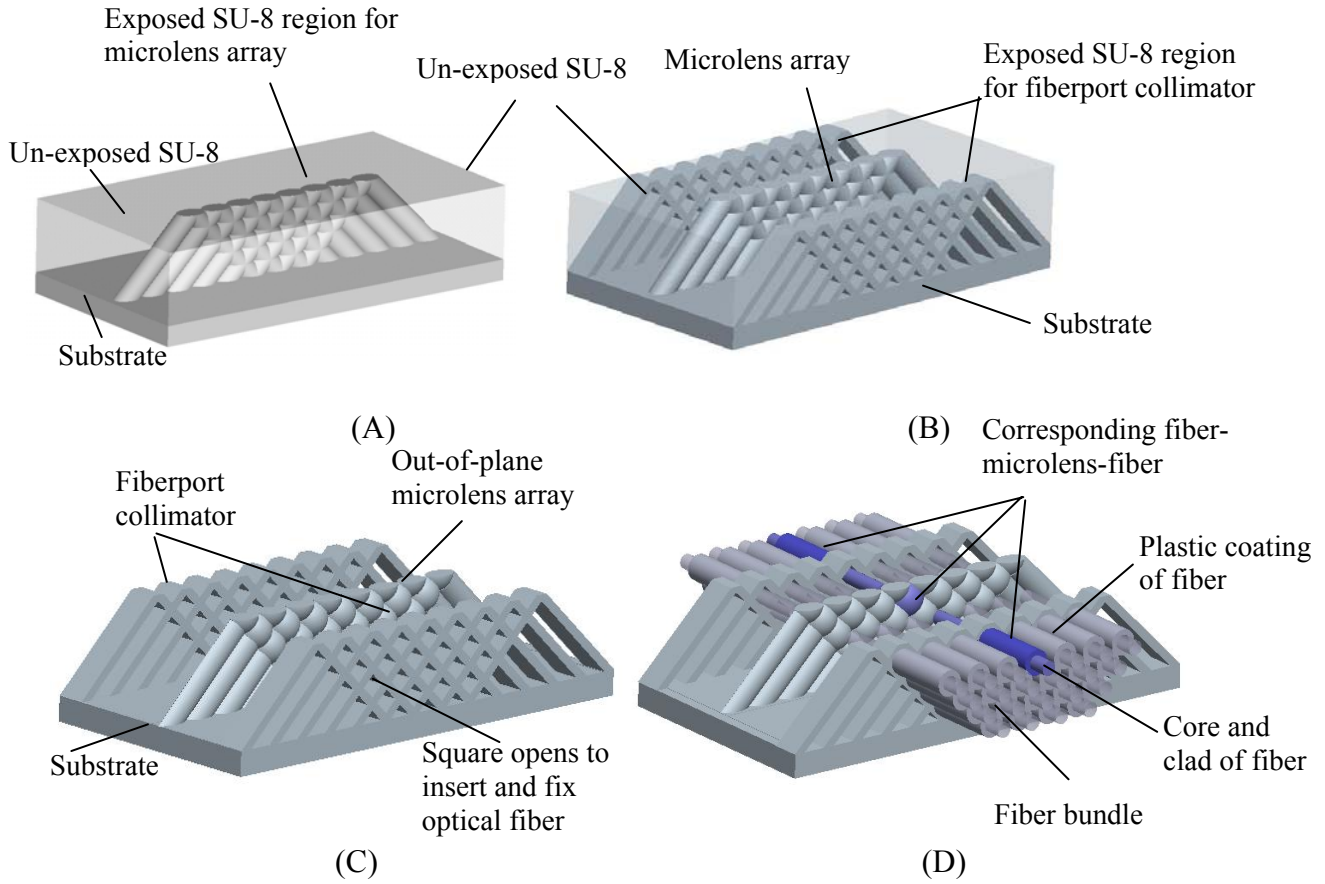 Exposed SU-8 region for
microlens array
Un-exposed SU-8
Un-exposed SU-8
Substrate
(A)
Microlens array
Exposed SU-8 region
for fiberport collimator
Substrate
(B)
Fiberport
collimator
Out-of-plane
microlens array
Substrate
Square opens to
insert and fix
optical fiber
(C)
Corresponding fiber-
microlens-fiber
Plastic coating
of fiber
Core and
clad of fiber
Fiber bundle
(D)